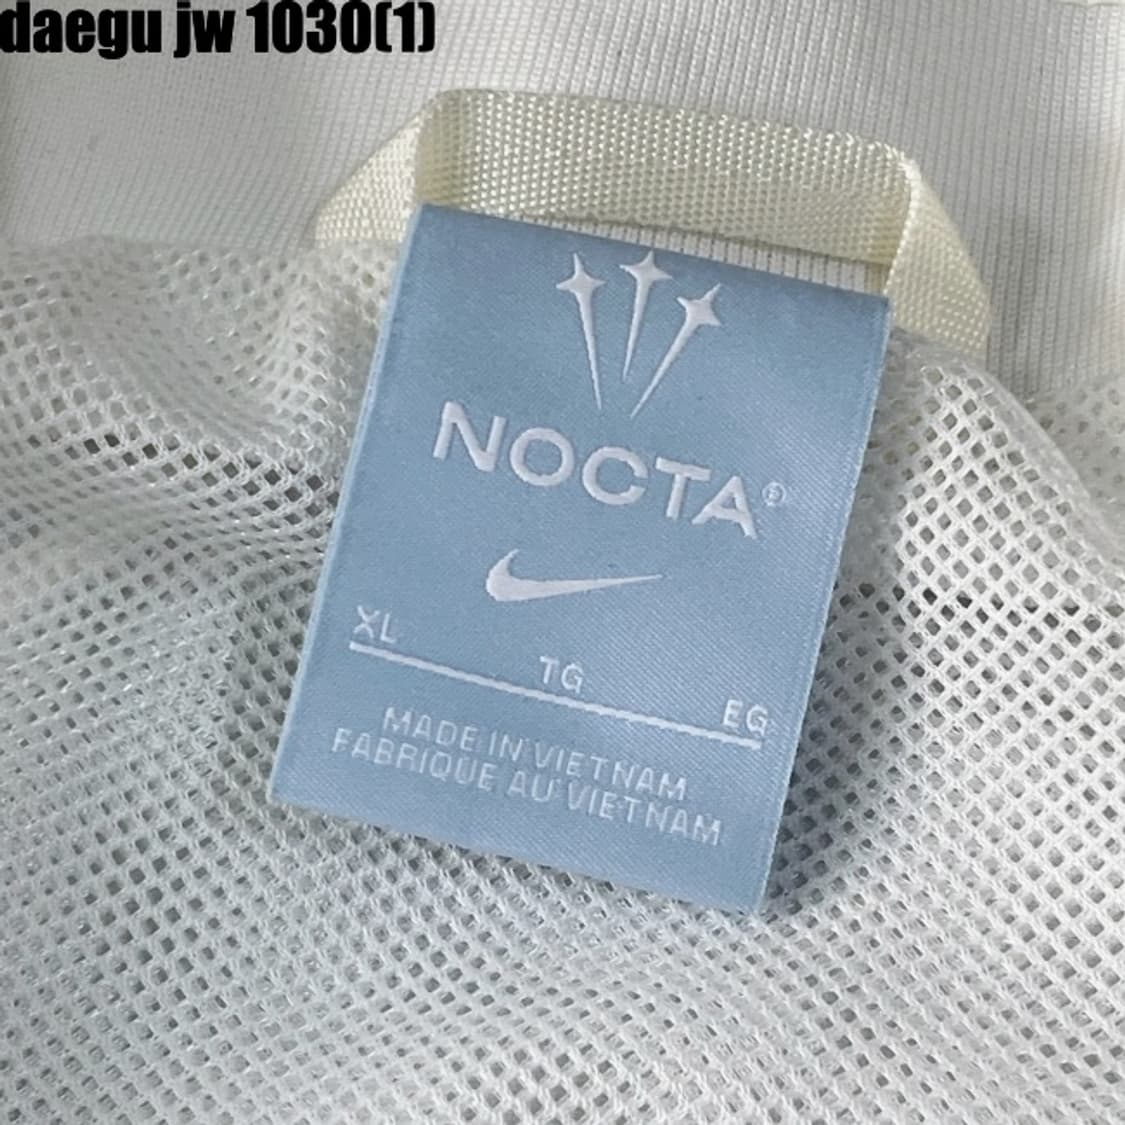 daegu jw 1030(1)
NOCTA®
XL TG EG
MADE IN VIETNAM
FABRIQUE AU VIETNAM